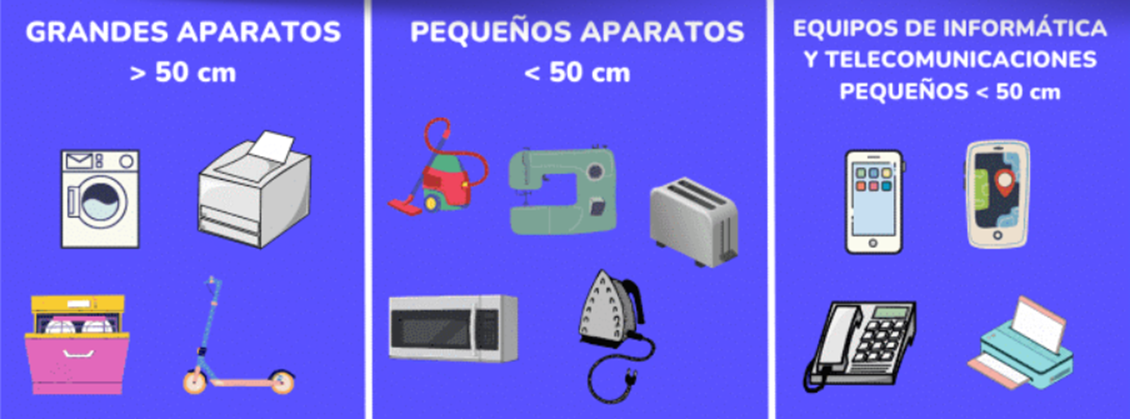 GRANDES APARATOS
> 50 cm
PEQUEÑOS APARATOS
< 50 cm
EQUIPOS DE INFORMÁTICA
Y TELECOMUNICACIONES
PEQUEÑOS < 50 cm